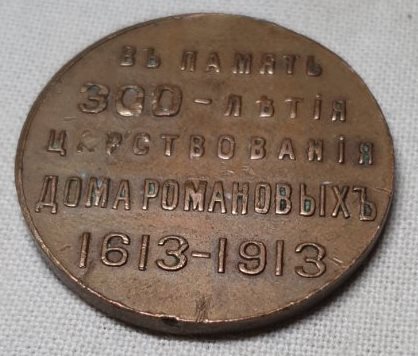 ВЪ ПАМЯТЬ
300-ЛѢТІЯ
ЦАРСТВОВАНІЯ
ДОМА РОМАНОВЫХЪ
1613-1913